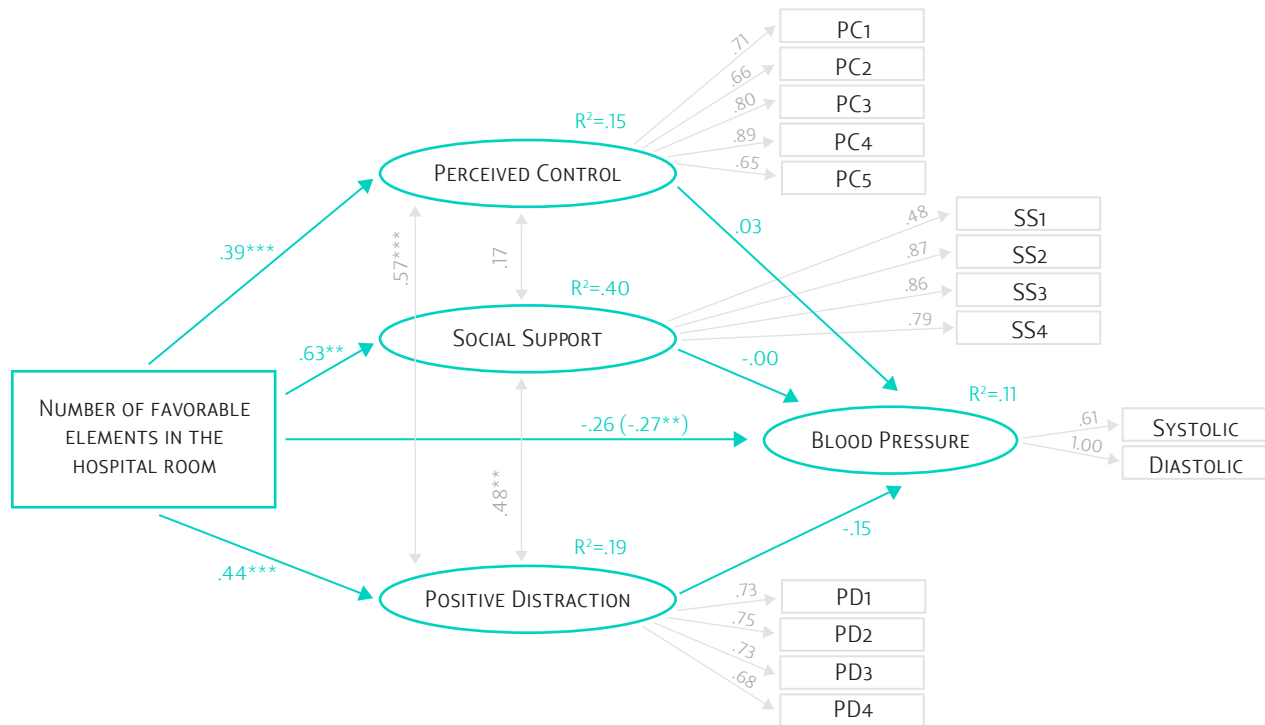 PC1
.71
PC2
.66
PC3
.80
R²=.15
PC4
.89
PC5
.65
PERCEIVED CONTROL
SS1
.48
.03
.39***
.57***
.17
SS2
.87
SS3
.86
R²=.40
SS4
.79
SOCIAL SUPPORT
.63**
-.00
R²=.11
NUMBER OF FAVORABLE
ELEMENTS IN THE
HOSPITAL ROOM
-.26 (-.27**)
BLOOD PRESSURE
.61
SYSTOLIC
1.00
DIASTOLIC
.48**
-.15
R²=.19
.44***
POSITIVE DISTRACTION
.73
PD1
.75
PD2
.73
PD3
.68
PD4